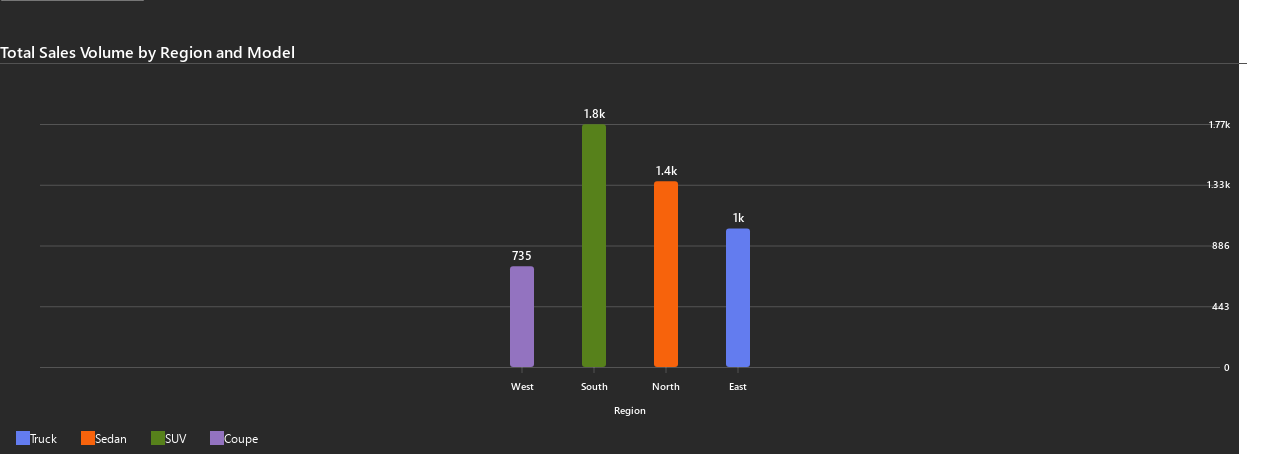 Total Sales Volume by Region and Model
1.8k
1.77k
1.4k
1.33k
1k
886
735
443
0
West South North East
Region
Truck Sedan SUV Coupe